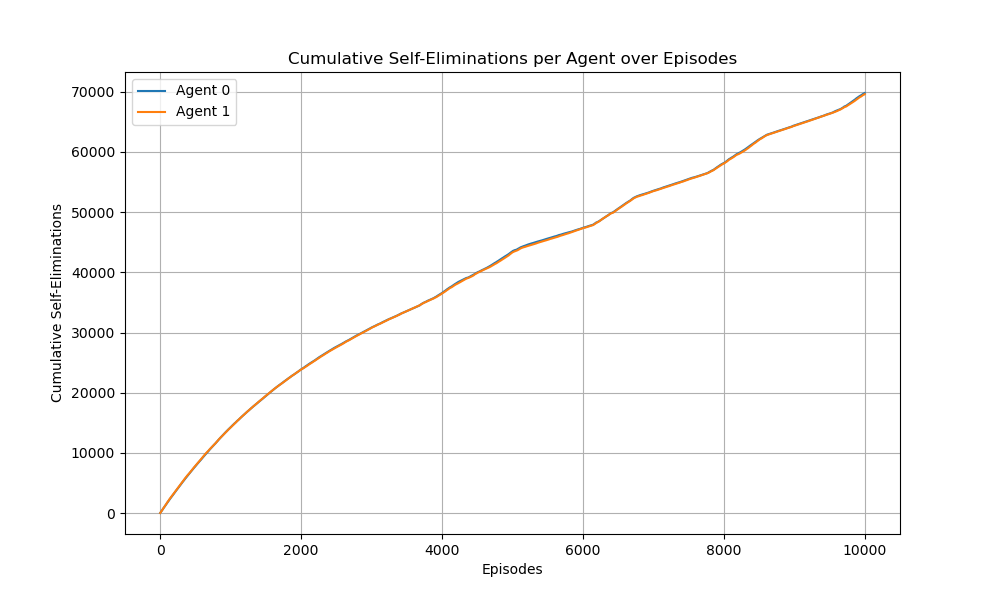 Cumulative Self-Eliminations per Agent over Episodes
70000
60000
50000
40000
30000
20000
10000
0
Cumulative Self-Eliminations
Agent 0
Agent 1
0 2000 4000 6000 8000 10000
Episodes